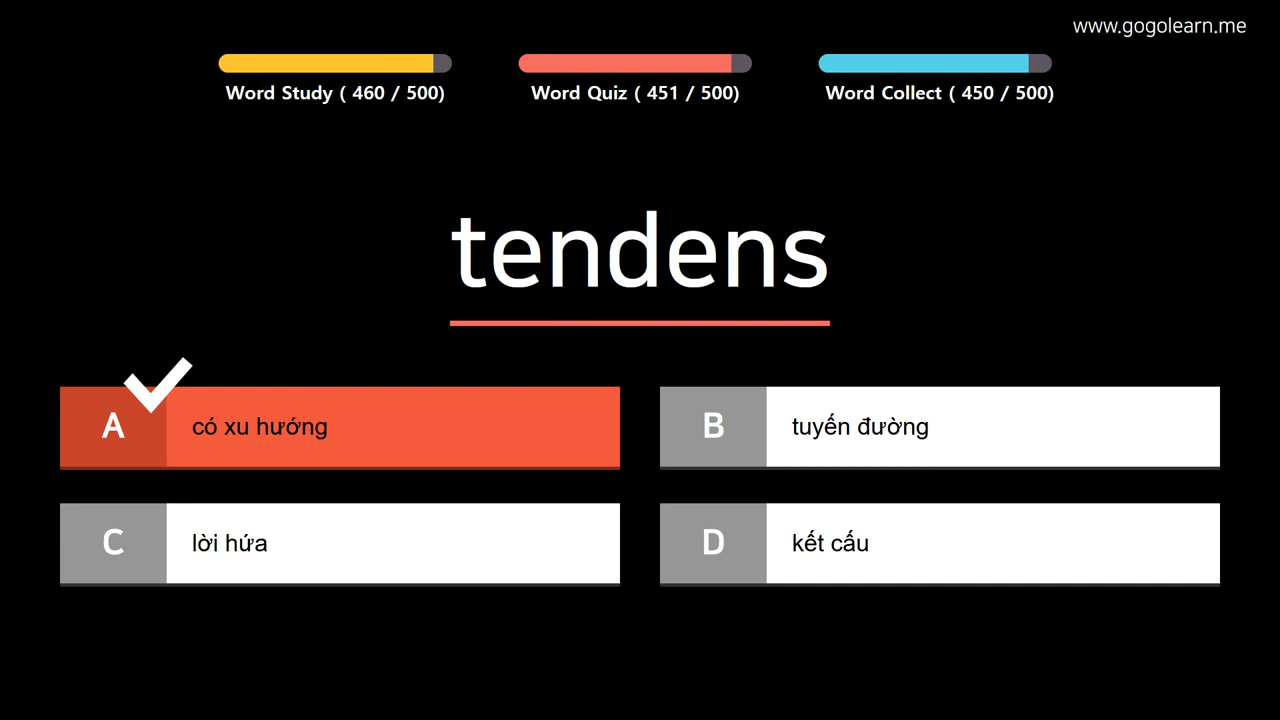 www.gogolearn.me
Word Study ( 460 / 500)
Word Quiz ( 451 / 500)
Word Collect ( 450 / 500)
tendens
A có xu hướng
B tuyến đường
C lời hứa
D kết cấu